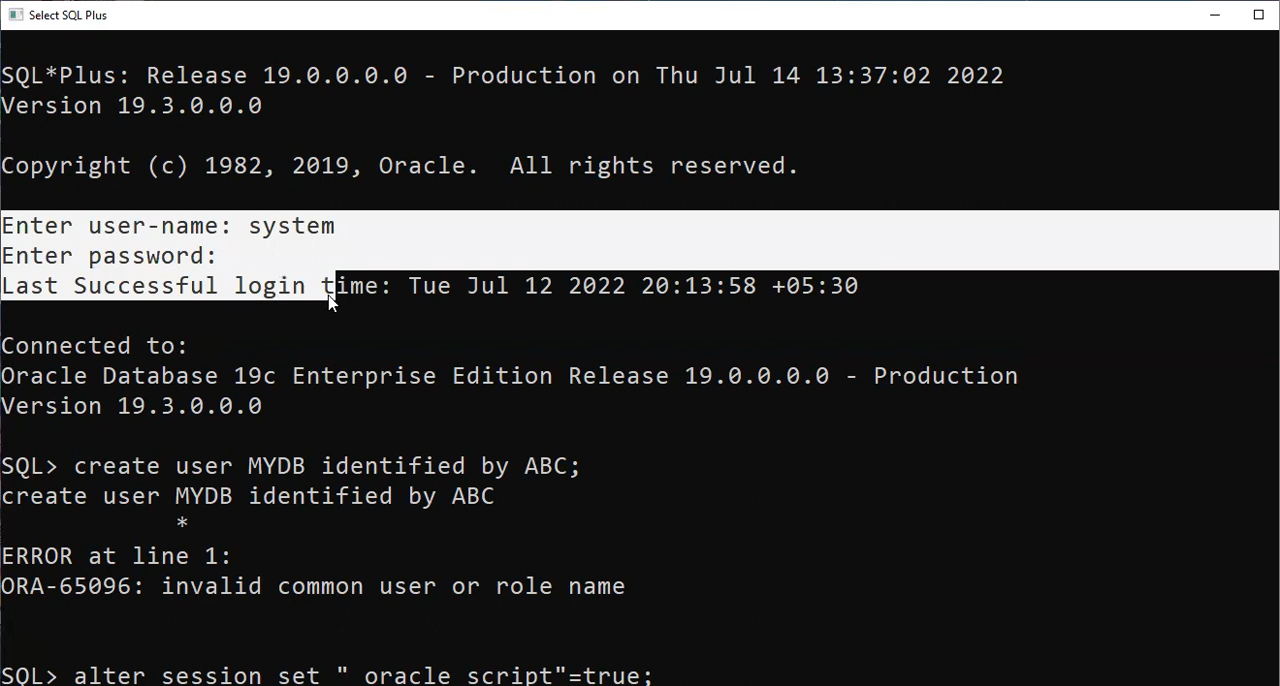 Select SQL Plus
SQL*Plus: Release 19.0.0.0.0 - Production on Thu Jul 14 13:37:02 2022
Version 19.3.0.0.0
Copyright (c) 1982, 2019, Oracle.  All rights reserved.
Enter user-name: system
Enter password:
Last Successful login time: Tue Jul 12 2022 20:13:58 +05:30
Connected to:
Oracle Database 19c Enterprise Edition Release 19.0.0.0.0 - Production
Version 19.3.0.0.0
SQL> create user MYDB identified by ABC;
create user MYDB identified by ABC
*
ERROR at line 1:
ORA-65096: invalid common user or role name
SQL> alter session set " oracle script"=true;